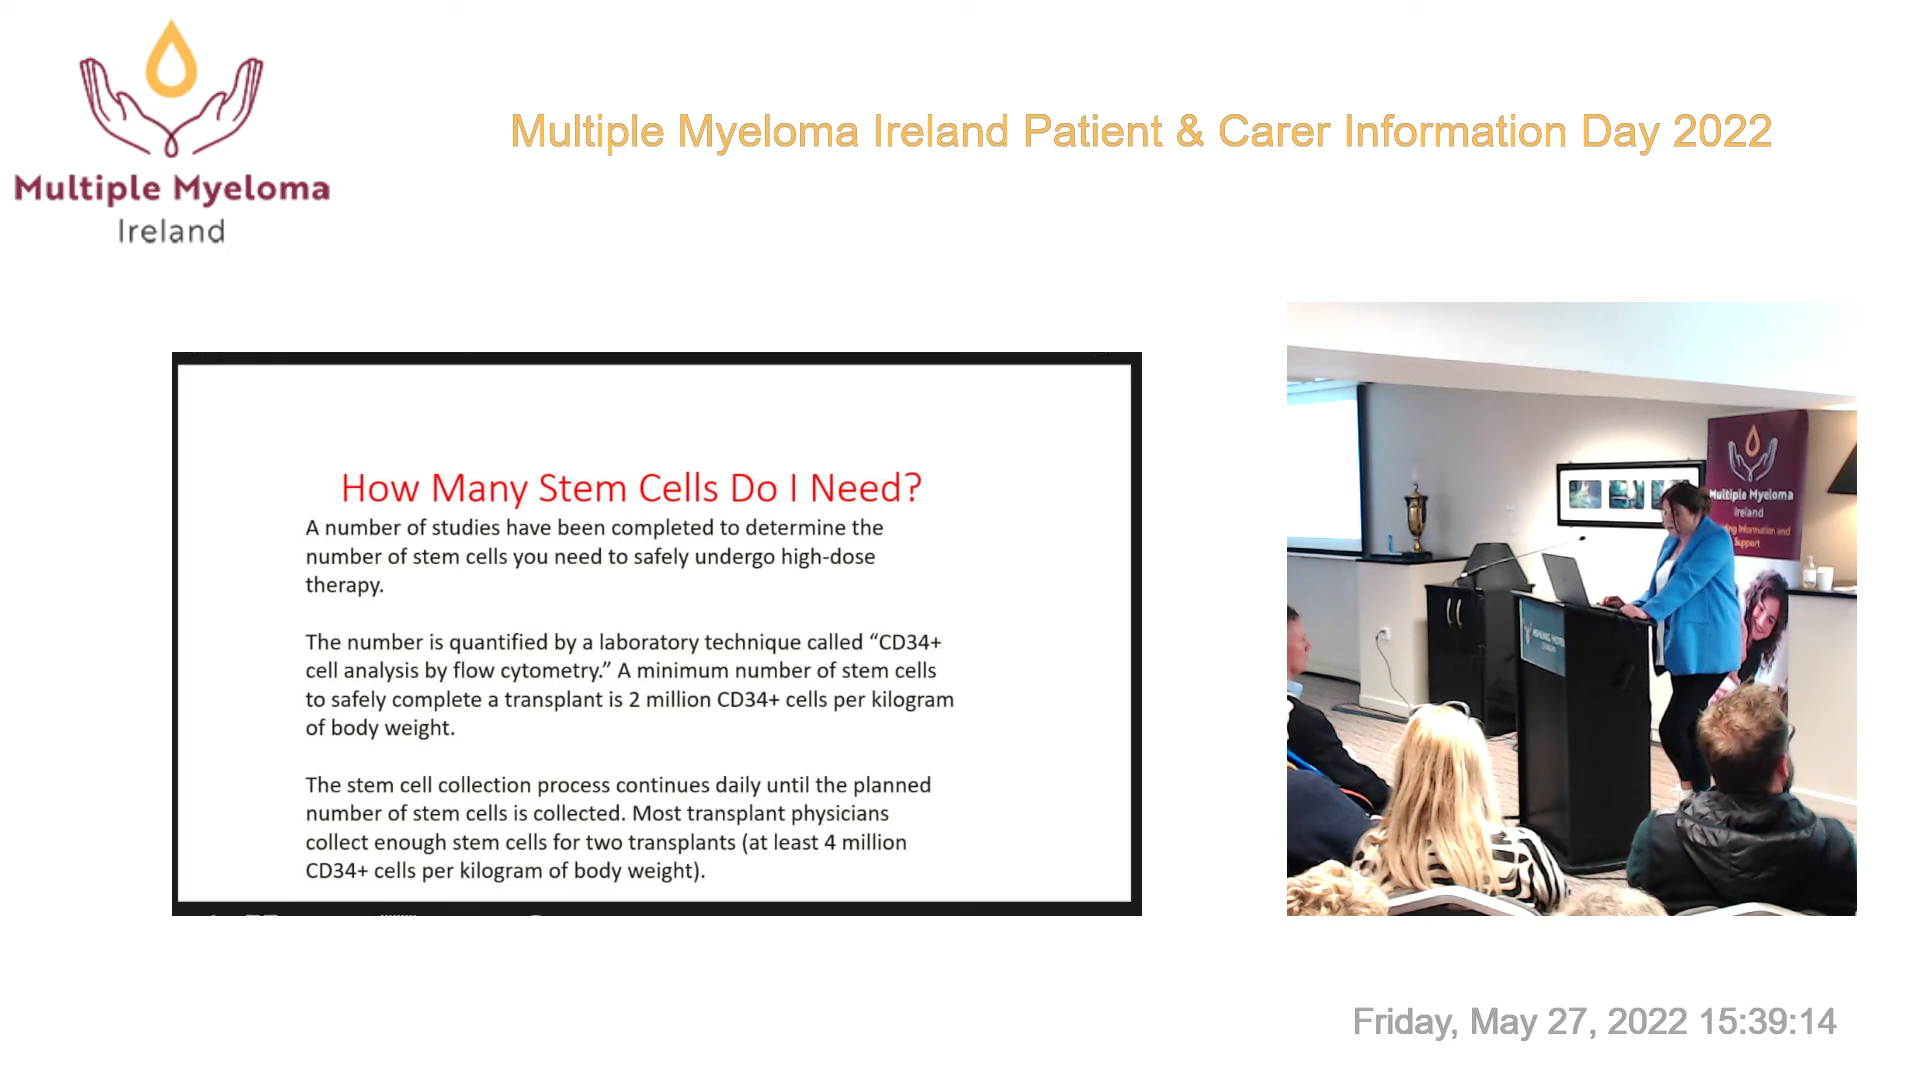 Multiple Myeloma
Ireland
Multiple Myeloma Ireland Patient & Carer Information Day 2022
How Many Stem Cells Do I Need?
A number of studies have been completed to determine the
number of stem cells you need to safely undergo high-dose
therapy.
The number is quantified by a laboratory technique called “CD34+
cell analysis by flow cytometry.” A minimum number of stem cells
to safely complete a transplant is 2 million CD34+ cells per kilogram
of body weight.
The stem cell collection process continues daily until the planned
number of stem cells is collected. Most transplant physicians
collect enough stem cells for two transplants (at least 4 million
CD34+ cells per kilogram of body weight).
Multiple Myeloma
Ireland
Information and
Support
Friday, May 27, 2022 15:39:14